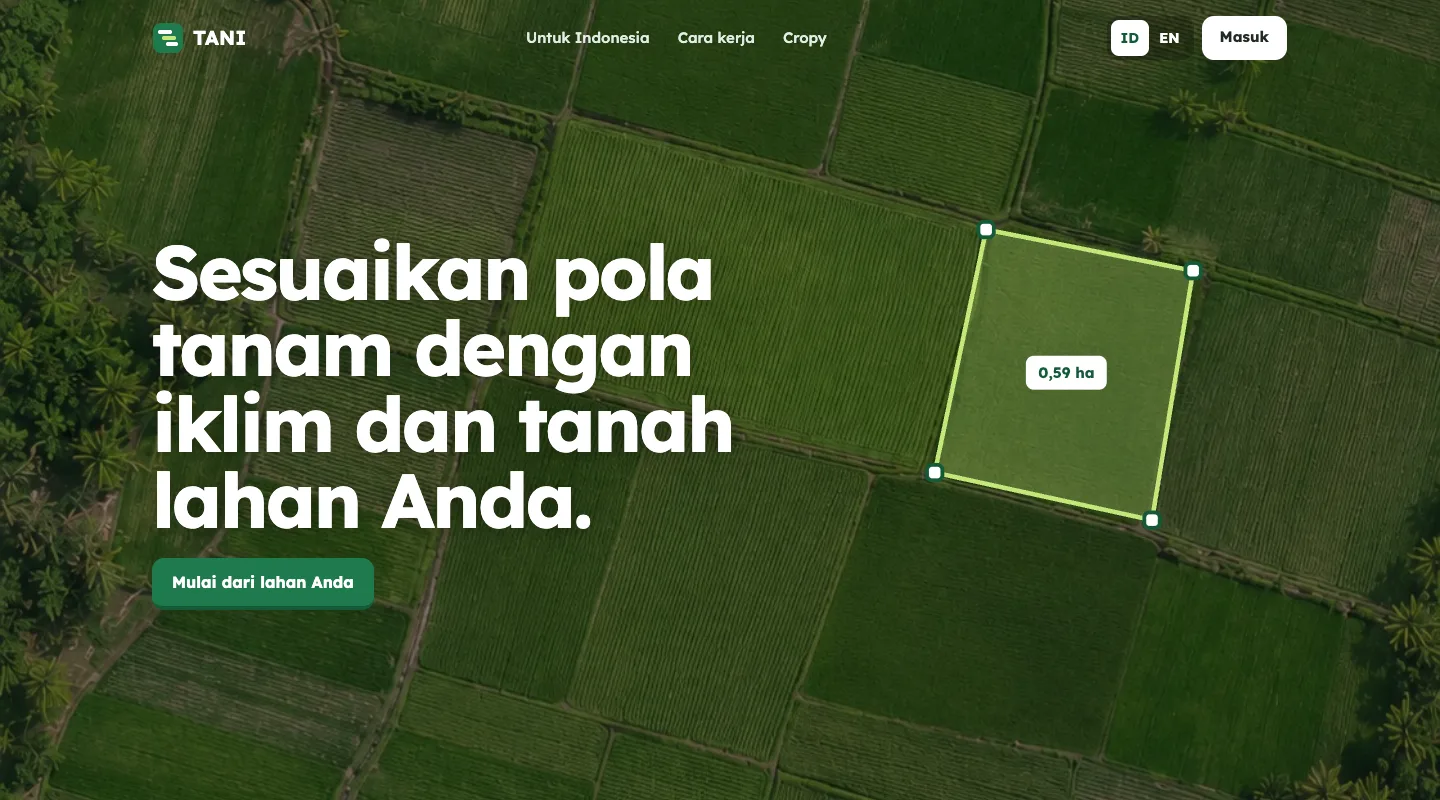 TANI
Untuk Indonesia
Cara kerja
Cropy
ID
EN
Masuk
Sesuaikan pola
tanam dengan
iklim dan tanah
lahan Anda.
0,59 ha
Mulai dari lahan Anda